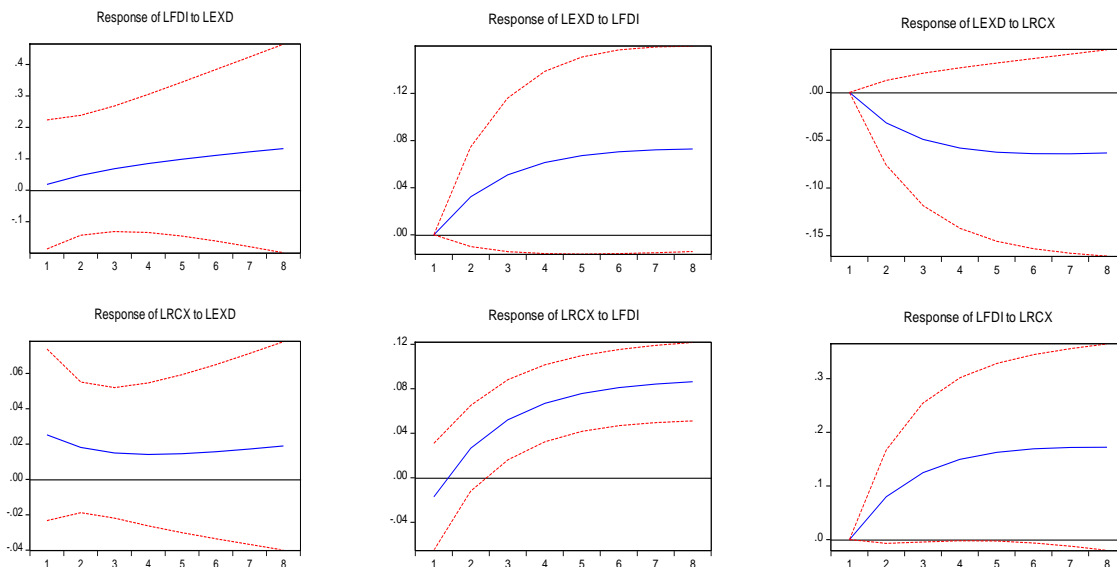 Response of LFDI to LEXD
.4
.3
.2
.1
.0
-.1
1 2 3 4 5 6 7 8
Response of LEXD to LFDI
.12
.08
.04
.00
1 2 3 4 5 6 7 8
Response of LEXD to LRCX
.00
-.05
-.10
-.15
1 2 3 4 5 6 7 8
Response of LRCX to LEXD
.06
.04
.02
.00
-.02
-.04
1 2 3 4 5 6 7 8
Response of LRCX to LFDI
.12
.08
.04
.00
-.04
1 2 3 4 5 6 7 8
Response of LFDI to LRCX
.3
.2
.1
.0
1 2 3 4 5 6 7 8